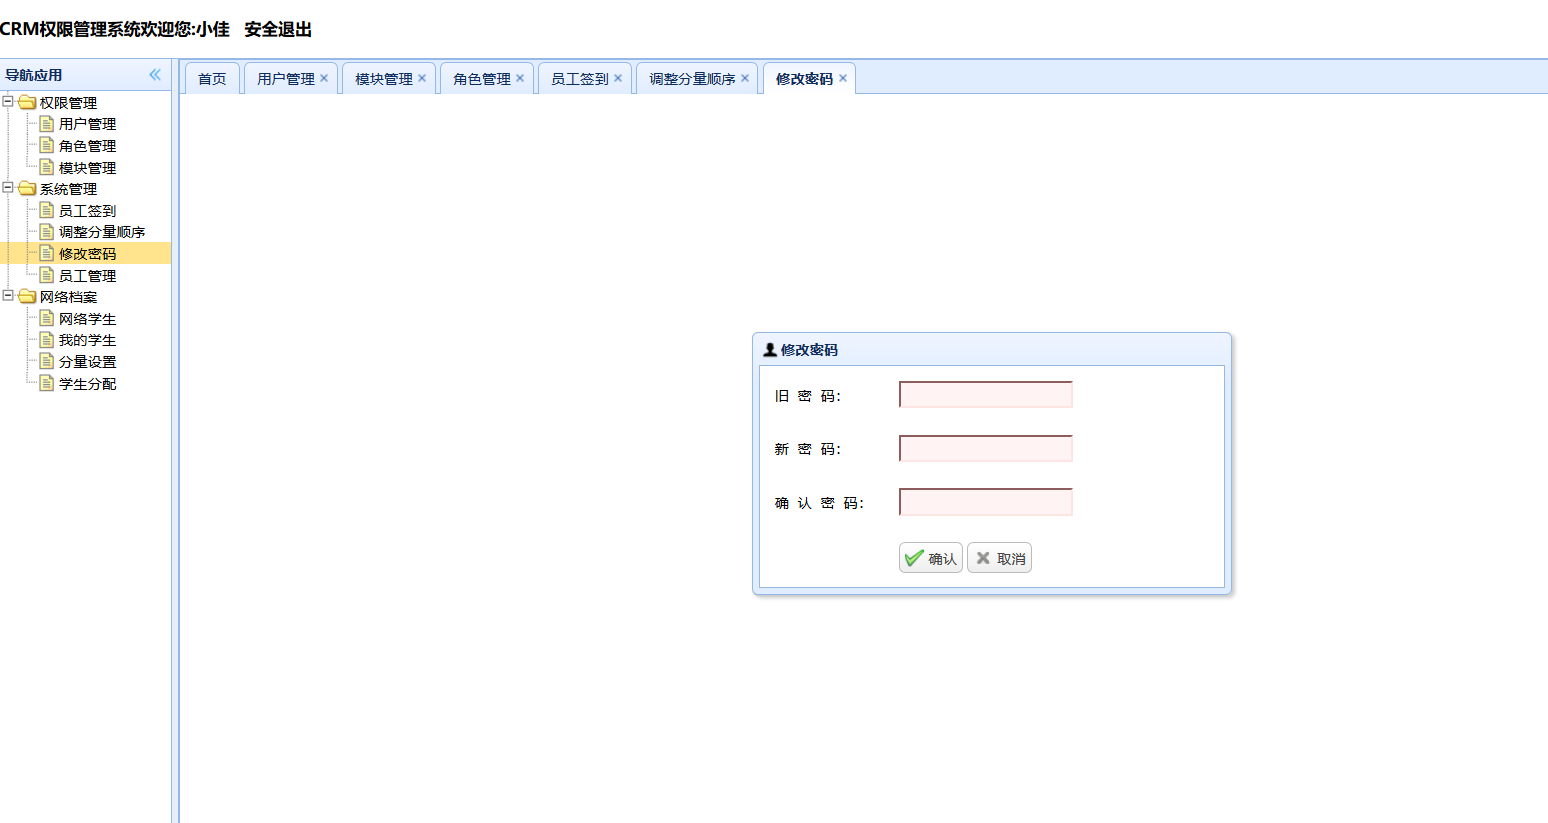 CRM权限管理系统欢迎您:小佳 安全退出
导航应用
首页 用户管理 模块管理 角色管理 员工签到 调整分量顺序 修改密码
权限管理
用户管理
角色管理
模块管理
系统管理
员工签到
调整分量顺序
修改密码
员工管理
网络档案
网络学生
我的学生
分量设置
学生分配
修改密码
旧 密 码:
新 密 码:
确 认 密 码:
确认 取消